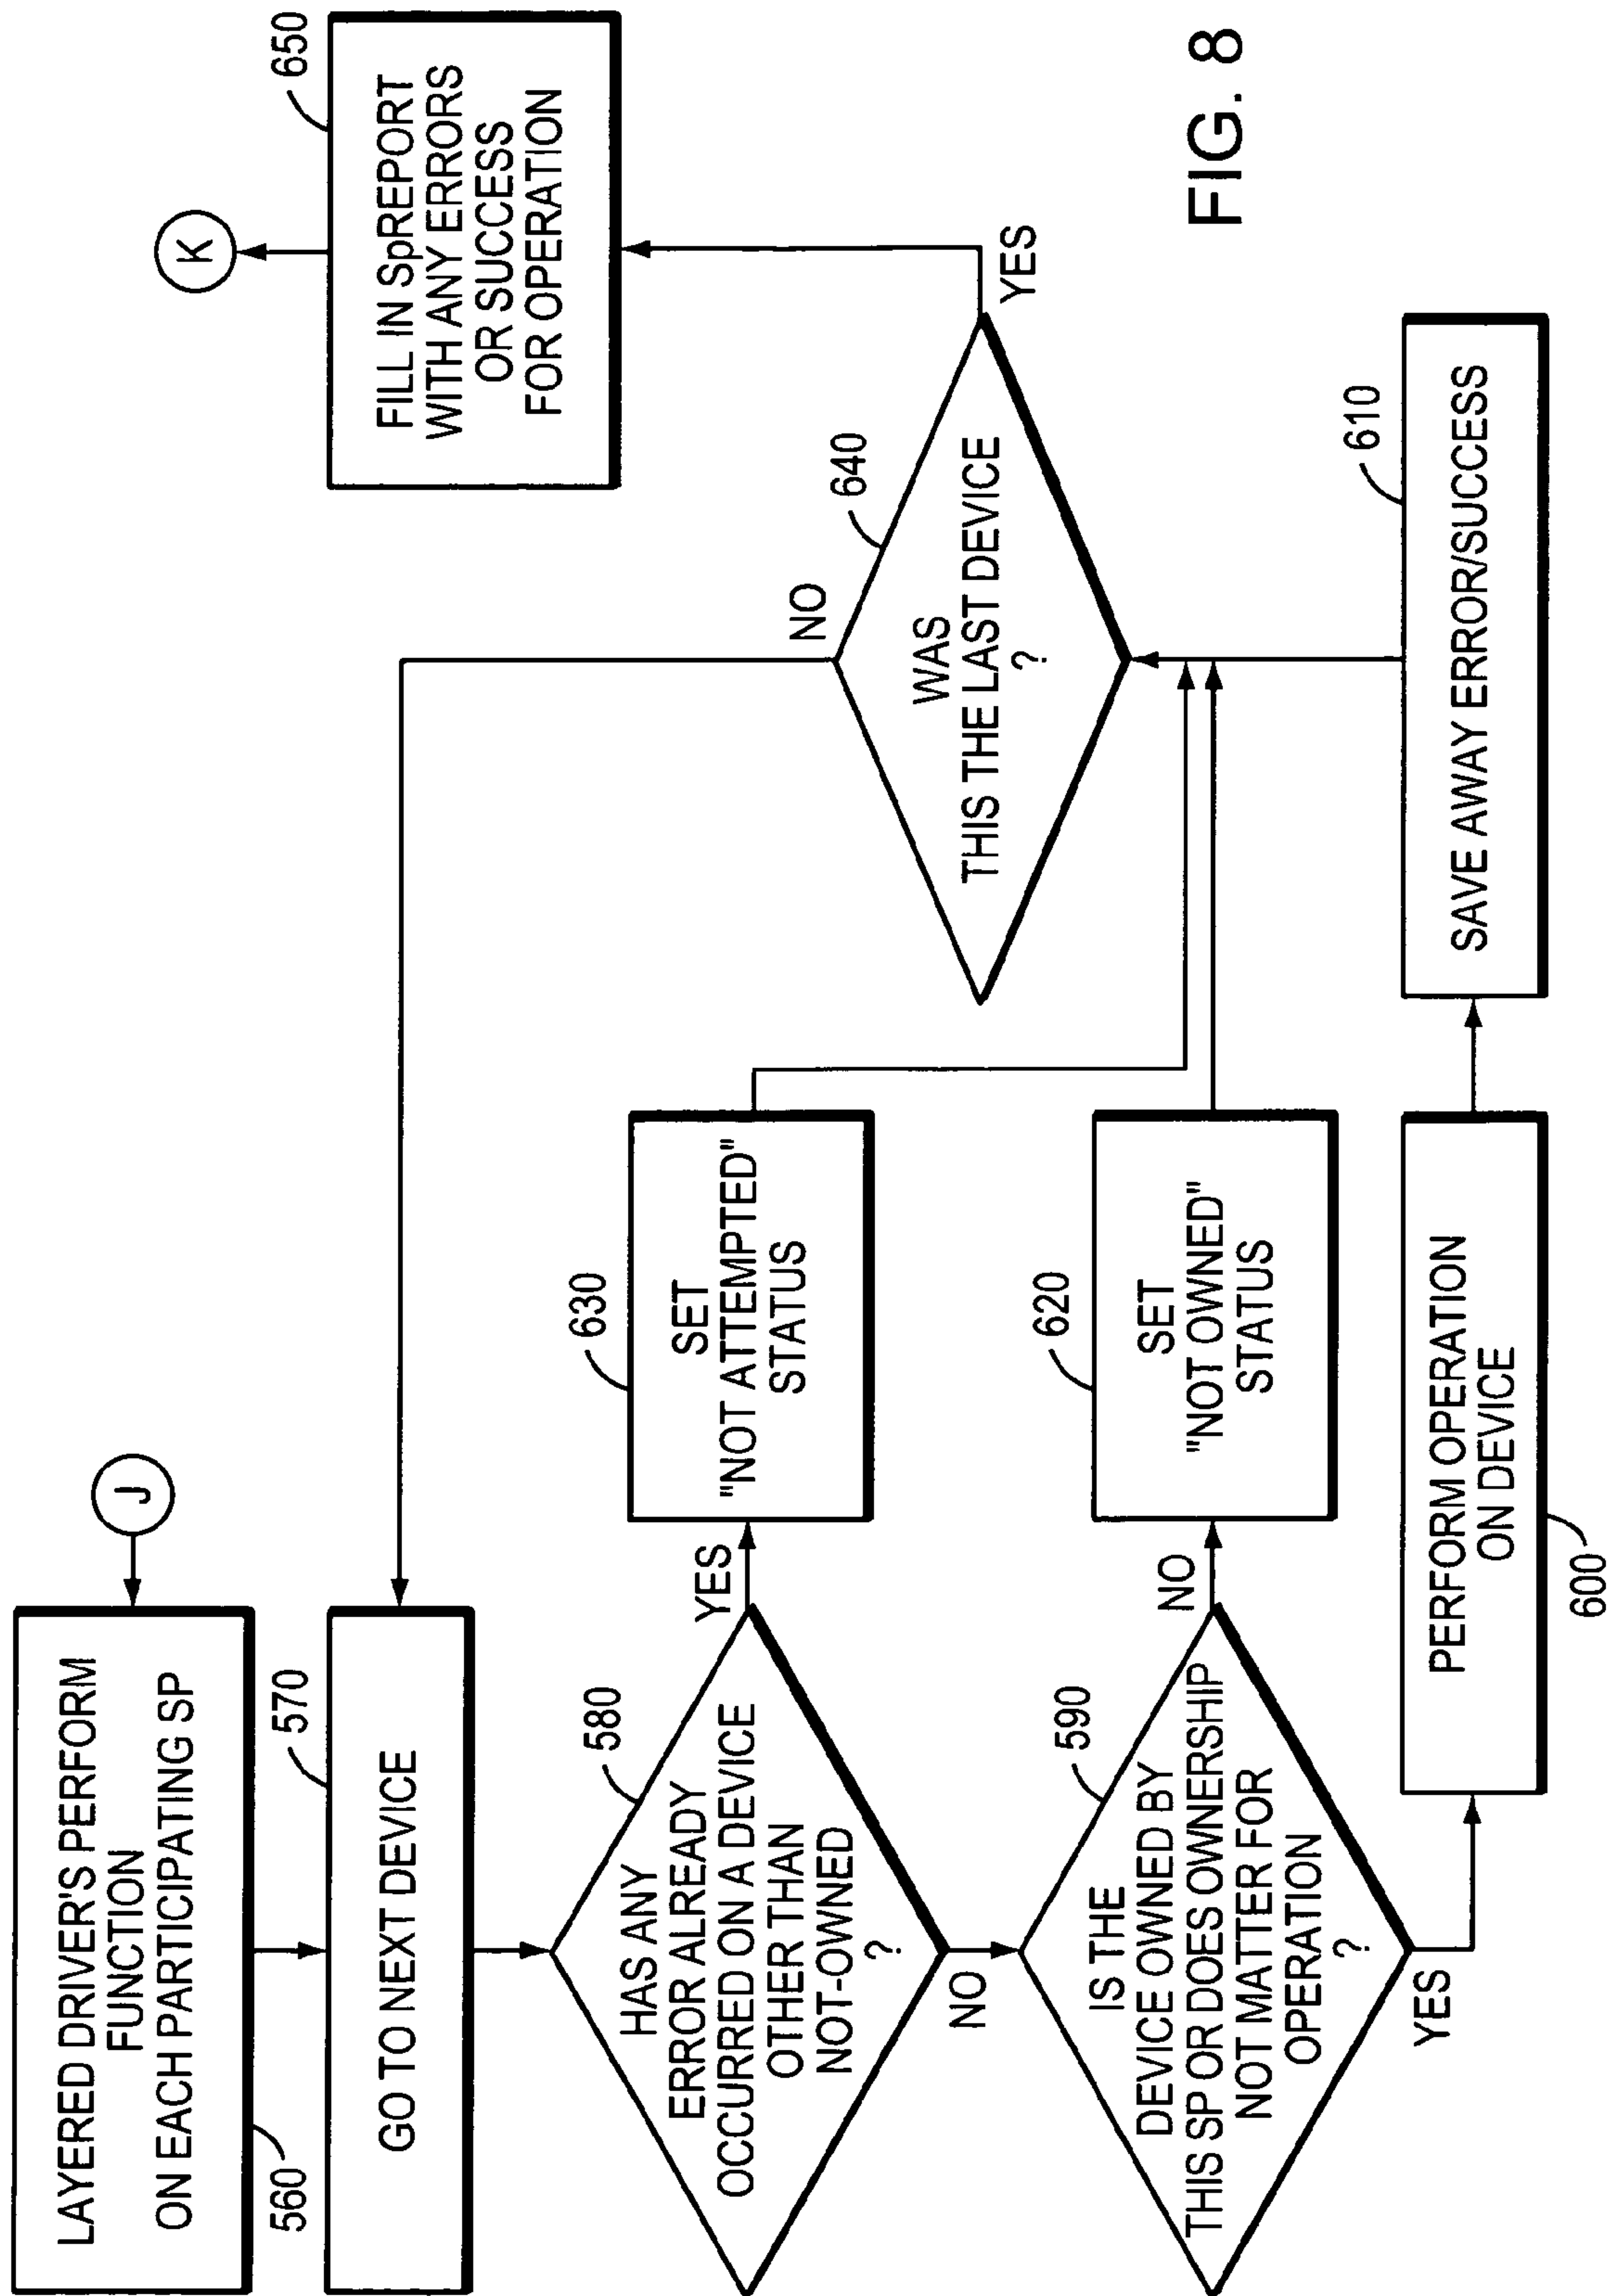 J
LAYERED DRIVER'S PERFORM
FUNCTION
ON EACH PARTICIPATING SP
560
570
GO TO NEXT DEVICE
580
HAS ANY
ERROR ALREADY
OCCURRED ON A DEVICE
OTHER THAN
NOT-OWNED
?
YES
NO
630
SET
"NOT ATTEMPTED"
STATUS
590
IS THE
DEVICE OWNED BY
THIS SP OR DOES OWNERSHIP
NOT MATTER FOR
OPERATION
?
NO
YES
620
SET
"NOT OWNED"
STATUS
PERFORM OPERATION
ON DEVICE
600
610
SAVE AWAY ERROR/SUCCESS
640
WAS
THIS THE LAST DEVICE
?
NO
YES
650
FILL IN SpREPORT
WITH ANY ERRORS
OR SUCCESS
FOR OPERATION
K
FIG. 8